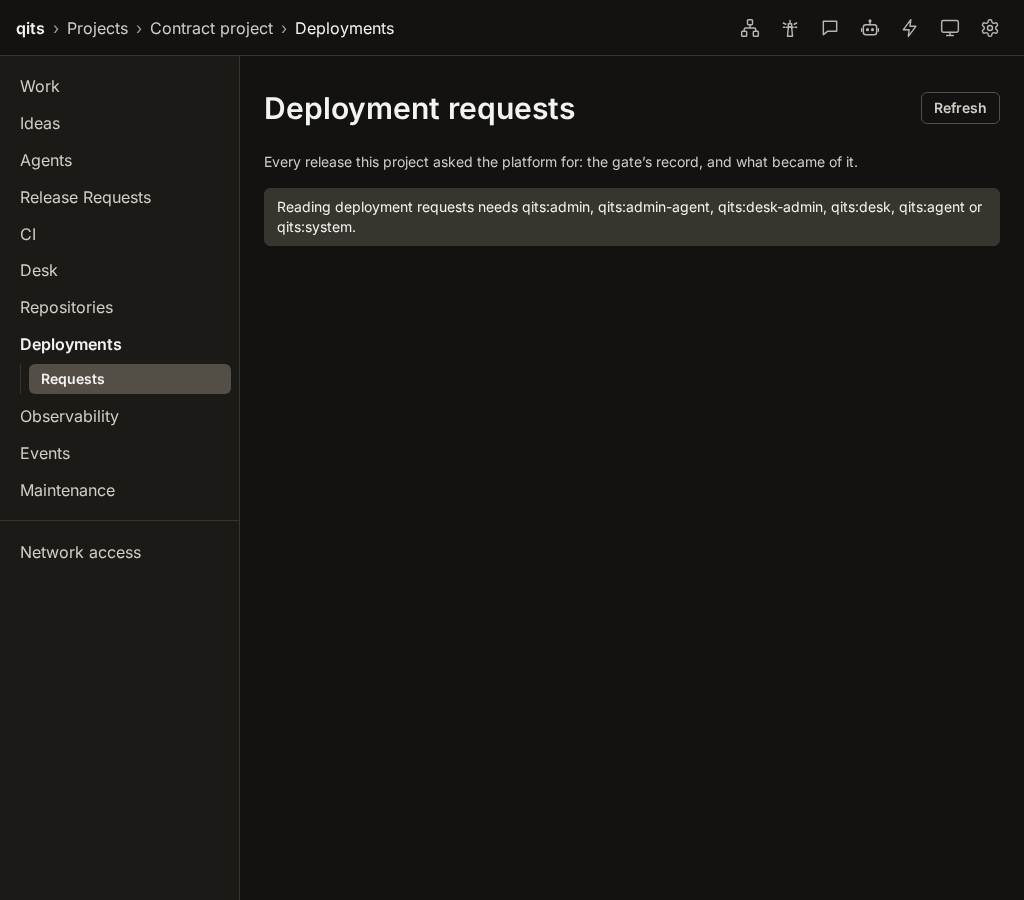 qits › Projects › Contract project › Deployments
Work
Ideas
Agents
Release Requests
CI
Desk
Repositories
Deployments
Requests
Observability
Events
Maintenance
Network access
Deployment requests
Refresh
Every release this project asked the platform for: the gate’s record, and what became of it.
Reading deployment requests needs qits:admin, qits:admin-agent, qits:desk-admin, qits:desk, qits:agent or
qits:system.